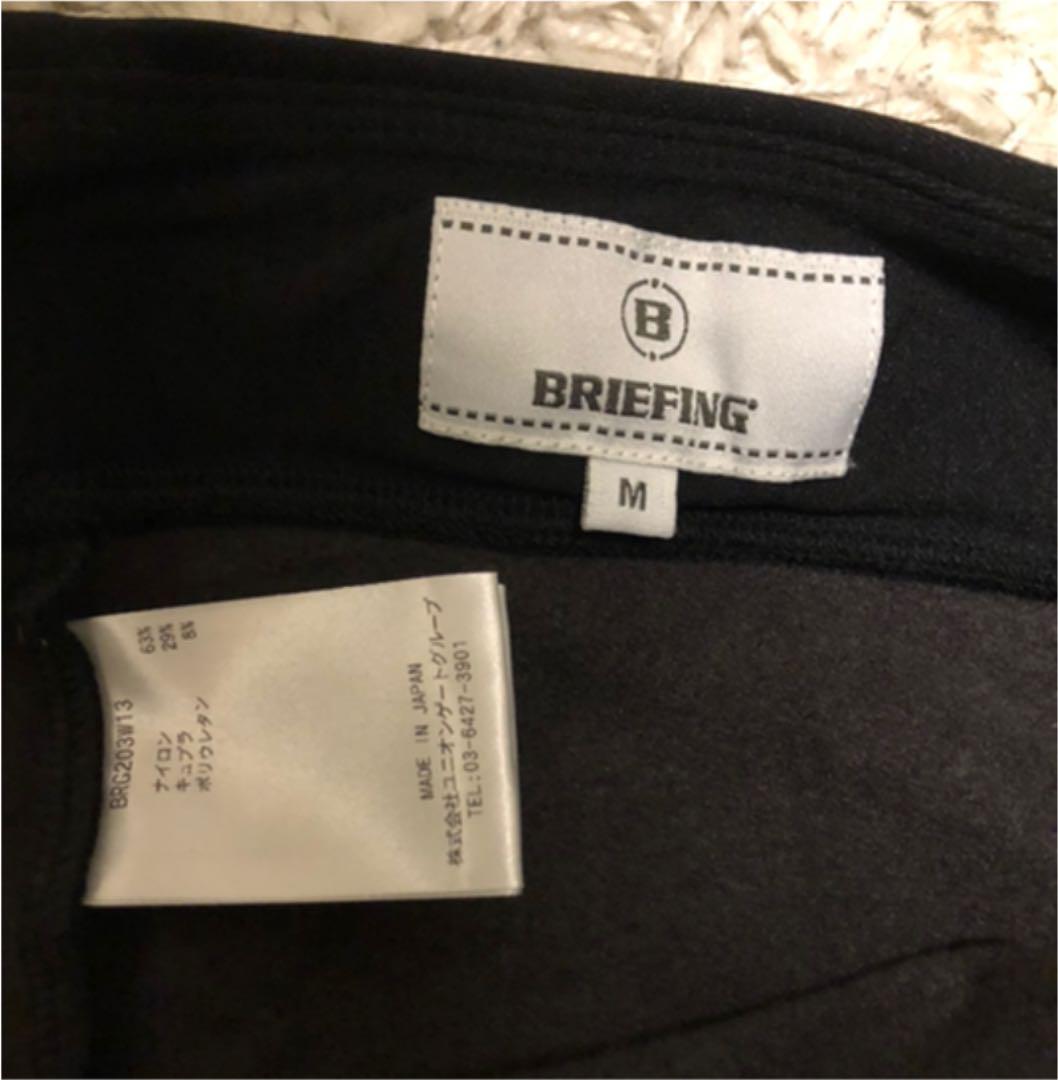 B
BRIEFING
M
BRG203W13
ナイロン 63%
キュプラ 29%
ポリウレタン 8%
MADE IN JAPAN
株式会社ユニオンゲートグループ
TEL:03-6427-3901